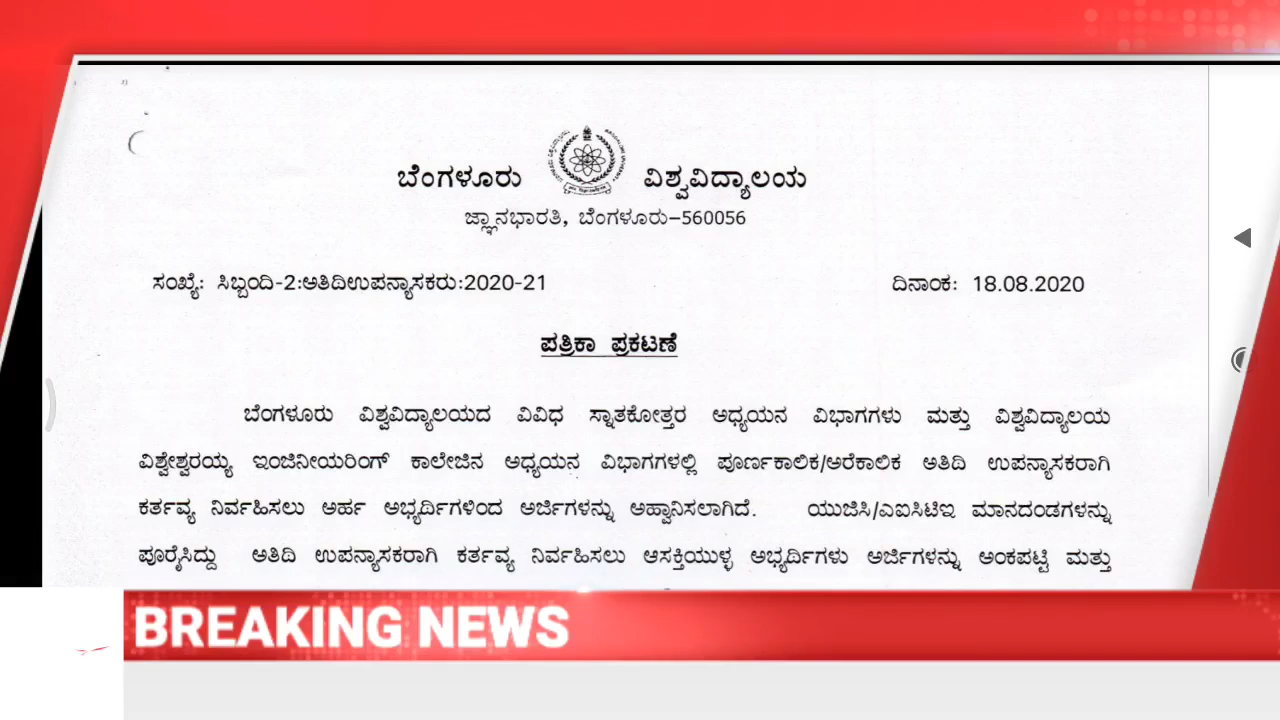 ಬೆಂಗಳೂರು ವಿಶ್ವವಿದ್ಯಾಲಯ
ಜ್ಞಾನಭಾರತಿ, ಬೆಂಗಳೂರು–560056
ಸಂಖ್ಯೆ: ಸಿಬ್ಬಂದಿ-2:ಅತಿದಿಉಪನ್ಯಾಸಕರು:2020-21 ದಿನಾಂಕ: 18.08.2020
ಪತ್ರಿಕಾ ಪ್ರಕಟಣೆ
ಬೆಂಗಳೂರು ವಿಶ್ವವಿದ್ಯಾಲಯದ ವಿವಿಧ ಸ್ನಾತಕೋತ್ತರ ಅಧ್ಯಯನ ವಿಭಾಗಗಳು ಮತ್ತು ವಿಶ್ವವಿದ್ಯಾಲಯ
ವಿಶ್ವೇಶ್ವರಯ್ಯ ಇಂಜಿನೀಯರಿಂಗ್ ಕಾಲೇಜಿನ ಅಧ್ಯಯನ ವಿಭಾಗಗಳಲ್ಲಿ ಪೂರ್ಣಕಾಲಿಕ/ಅರೆಕಾಲಿಕ ಅತಿದಿ ಉಪನ್ಯಾಸಕರಾಗಿ
ಕರ್ತವ್ಯ ನಿರ್ವಹಿಸಲು ಅರ್ಹ ಅಭ್ಯರ್ದಿಗಳಿಂದ ಅರ್ಜಿಗಳನ್ನು ಅಹ್ವಾನಿಸಲಾಗಿದೆ. ಯುಜಿಸಿ/ಎಐಸಿಟಿಇ ಮಾನದಂಡಗಳನ್ನು
ಪೂರೈಸಿದ್ದು ಅತಿದಿ ಉಪನ್ಯಾಸಕರಾಗಿ ಕರ್ತವ್ಯ ನಿರ್ವಹಿಸಲು ಆಸಕ್ತಿಯುಳ್ಳ ಅಭ್ಯರ್ದಿಗಳು ಅರ್ಜಿಗಳನ್ನು ಅಂಕಪಟ್ಟಿ ಮತ್ತು
BREAKING NEWS